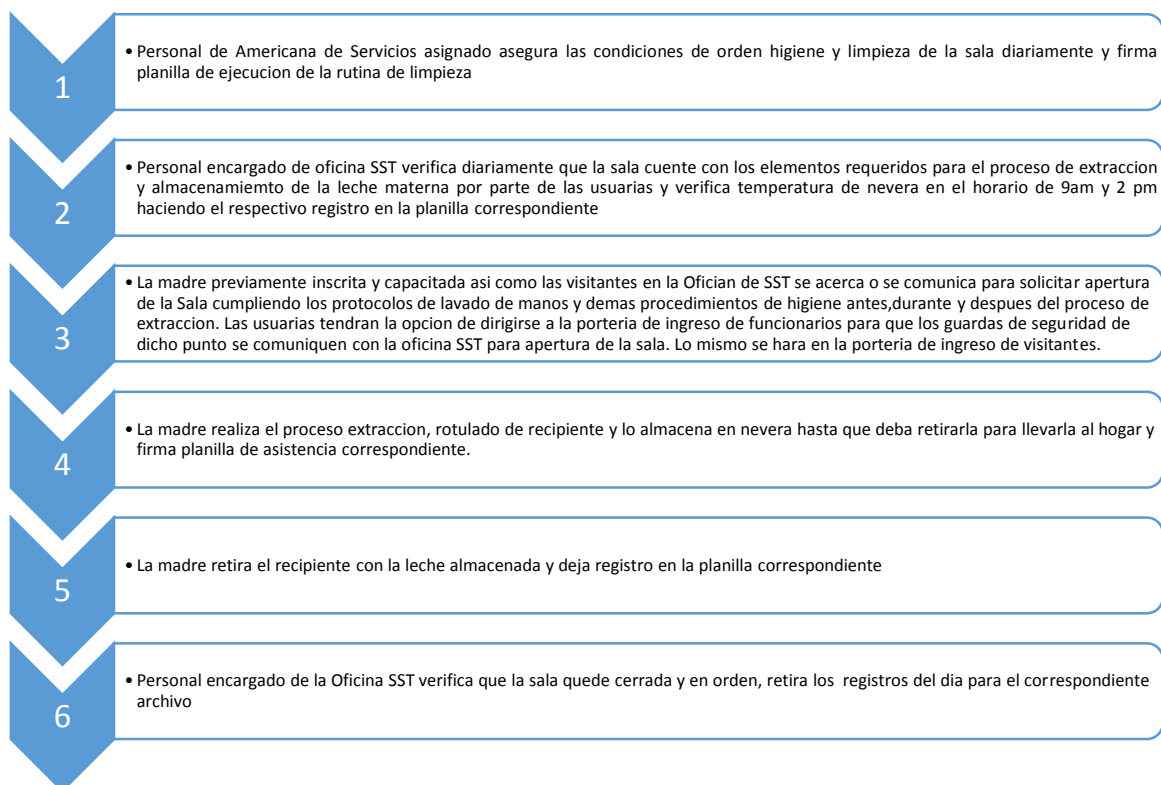 1
• Personal de Americana de Servicios asignado asegura las condiciones de orden higiene y limpieza de la sala diariamente y firma
planilla de ejecucion de la rutina de limpieza
2
• Personal encargado de oficina SST verifica diariamente que la sala cuente con los elementos requeridos para el proceso de extraccion
y almacenamiemto de la leche materna por parte de las usuarias y verifica temperatura de nevera en el horario de 9am y 2 pm
haciendo el respectivo registro en la planilla correspondiente
3
• La madre previamente inscrita y capacitada asi como las visitantes en la Ofician de SST se acerca o se comunica para solicitar apertura
de la Sala cumpliendo los protocolos de lavado de manos y demas procedimientos de higiene antes,durante y despues del proceso de
extraccion. Las usuarias tendran la opcion de dirigirse a la porteria de ingreso de funcionarios para que los guardas de seguridad de
dicho punto se comuniquen con la oficina SST para apertura de la sala. Lo mismo se hara en la porteria de ingreso de visitantes.
4
• La madre realiza el proceso extraccion, rotulado de recipiente y lo almacena en nevera hasta que deba retirarla para llevarla al hogar y
firma planilla de asistencia correspondiente.
5
• La madre retira el recipiente con la leche almacenada y deja registro en la planilla correspondiente
6
• Personal encargado de la Oficina SST verifica que la sala quede cerrada y en orden, retira los registros del dia para el correspondiente
archivo